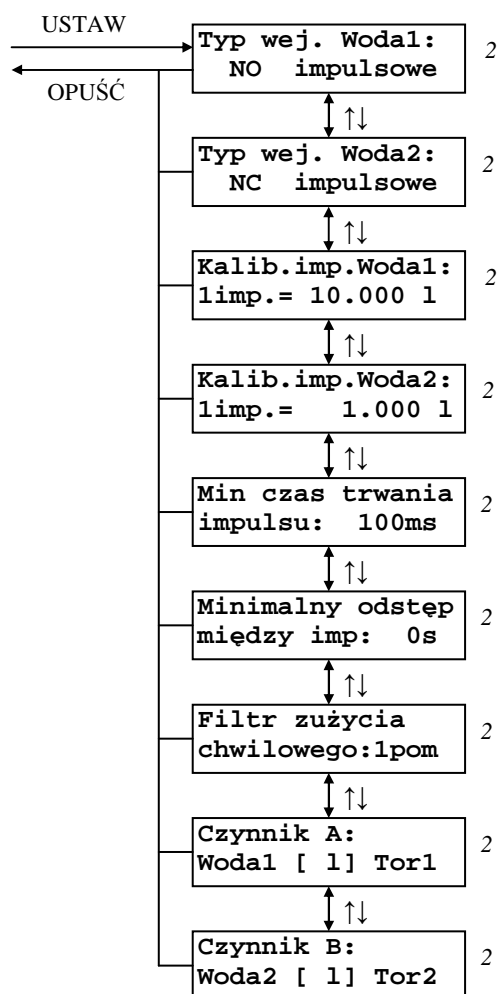 USTAW
OPUŚĆ
Typ wej. Woda1:
NO impulsowe
2
↑↓
Typ wej. Woda2:
NC impulsowe
2
↑↓
Kalib.imp.Woda1:
1imp.= 10.000 l
2
↑↓
Kalib.imp.Woda2:
1imp.= 1.000 l
2
↑↓
Min czas trwania
impulsu: 100ms
2
↑↓
Minimalny odstęp
między imp: 0s
2
↑↓
Filtr zużycia
chwilowego:1pom
2
↑↓
Czynnik A:
Woda1 [ l] Tor1
2
↑↓
Czynnik B:
Woda2 [ l] Tor2
2